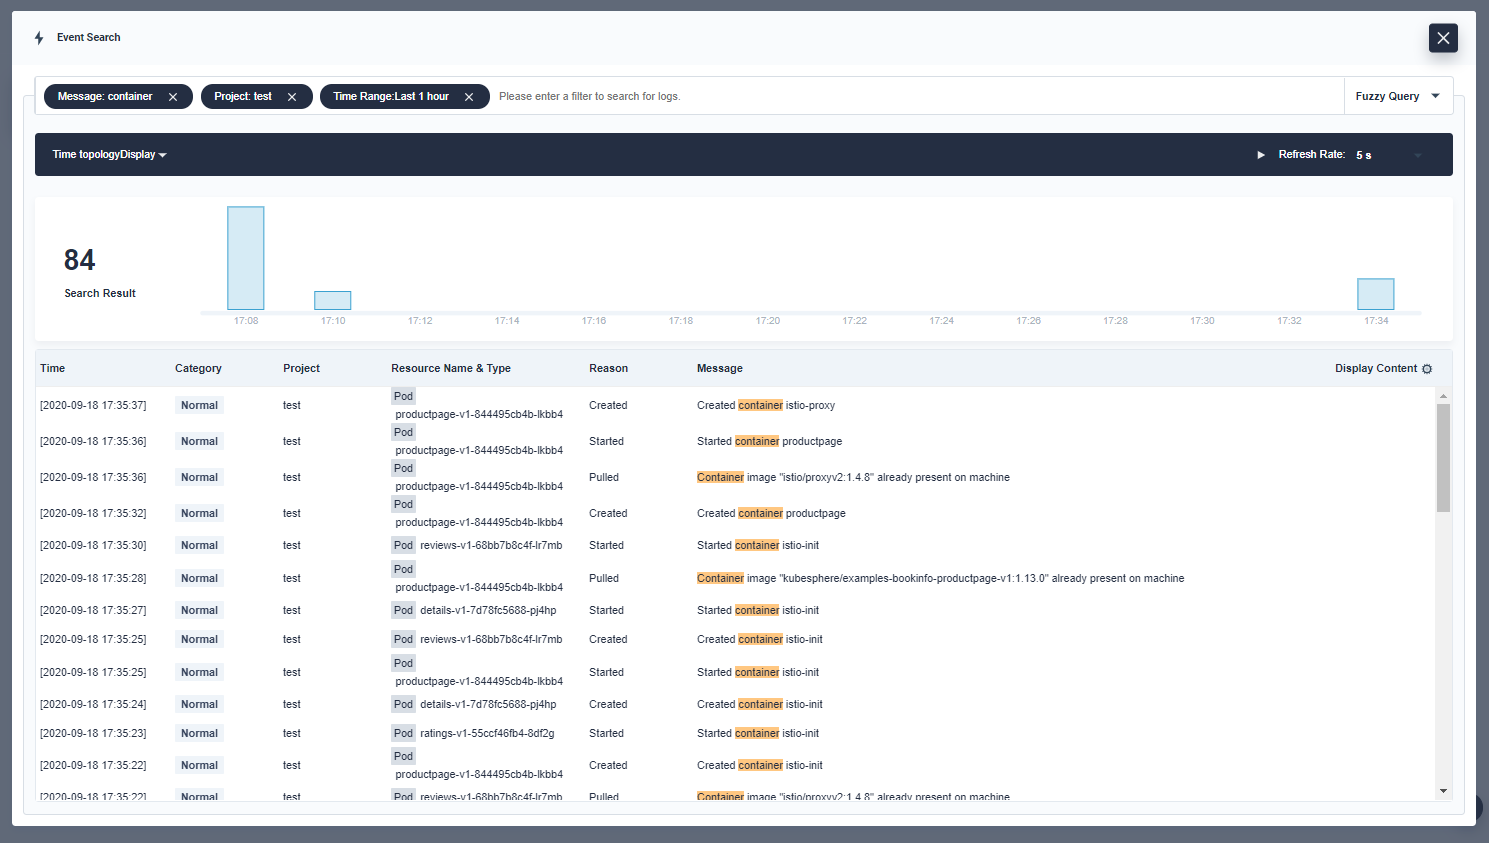 Event Search
Message: container
Project: test
Time Range:Last 1 hour
Please enter a filter to search for logs.
Fuzzy Query
Time topologyDisplay
Refresh Rate: 5 s
84
Search Result
17:08 17:10 17:12 17:14 17:16 17:18 17:20 17:22 17:24 17:26 17:28 17:30 17:32 17:34
Time Category Project Resource Name & Type Reason Message Display Content
[2020-09-18 17:35:37] Normal test Pod productpage-v1-844495cb4b-lkbb4 Created Created container istio-proxy
[2020-09-18 17:35:36] Normal test Pod productpage-v1-844495cb4b-lkbb4 Started Started container productpage
[2020-09-18 17:35:36] Normal test Pod productpage-v1-844495cb4b-lkbb4 Pulled Container image "istio/proxyv2:1.4.8" already present on machine
[2020-09-18 17:35:32] Normal test Pod productpage-v1-844495cb4b-lkbb4 Created Created container productpage
[2020-09-18 17:35:30] Normal test Pod reviews-v1-68bb7b8c4f-lr7mb Started Started container istio-init
[2020-09-18 17:35:28] Normal test Pod productpage-v1-844495cb4b-lkbb4 Pulled Container image "kubesphere/examples-bookinfo-productpage-v1:1.13.0" already present on machine
[2020-09-18 17:35:27] Normal test Pod details-v1-7d78fc5688-pj4hp Started Started container istio-init
[2020-09-18 17:35:25] Normal test Pod reviews-v1-68bb7b8c4f-lr7mb Created Created container istio-init
[2020-09-18 17:35:25] Normal test Pod productpage-v1-844495cb4b-lkbb4 Started Started container istio-init
[2020-09-18 17:35:24] Normal test Pod details-v1-7d78fc5688-pj4hp Created Created container istio-init
[2020-09-18 17:35:23] Normal test Pod ratings-v1-55ccf46fb4-8df2g Started Started container istio-init
[2020-09-18 17:35:22] Normal test Pod productpage-v1-844495cb4b-lkbb4 Created Created container istio-init
[2020-09-18 17:35:22] Normal test Pod reviews-v1-68bb7b8c4f-lr7mb Pulled Container image "istio/proxyv2:1.4.8" already present on machine